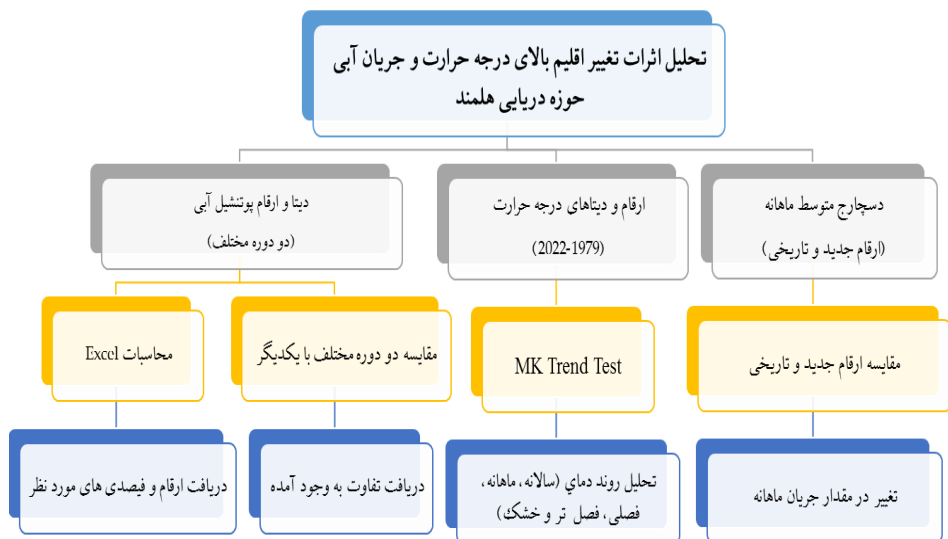 تحلیل اثرات تغییر اقلیم بالای درجه حرارت و جریان آبی
حوزه دریایی هلمند
دسچارج متوسط ماهانه
(ارقام جدید و تاریخی)
ارقام و دیتاهای درجه حرارت
(2022-1979)
دیتا و ارقام پوتنشیل آبی
(دو دوره مختلف)
مقایسه ارقام جدید و تاریخی
MK Trend Test
مقایسه دو دوره مختلف با یکدیگر
محاسبات Excel
تغییر در مقدار جریان ماهانه
تحلیل روند دماي (سالانه، ماهانه،
فصلی، فصل تر و خشک)
دریافت تفاوت به وجود آمده
دریافت ارقام و فیصدی های مورد نظر